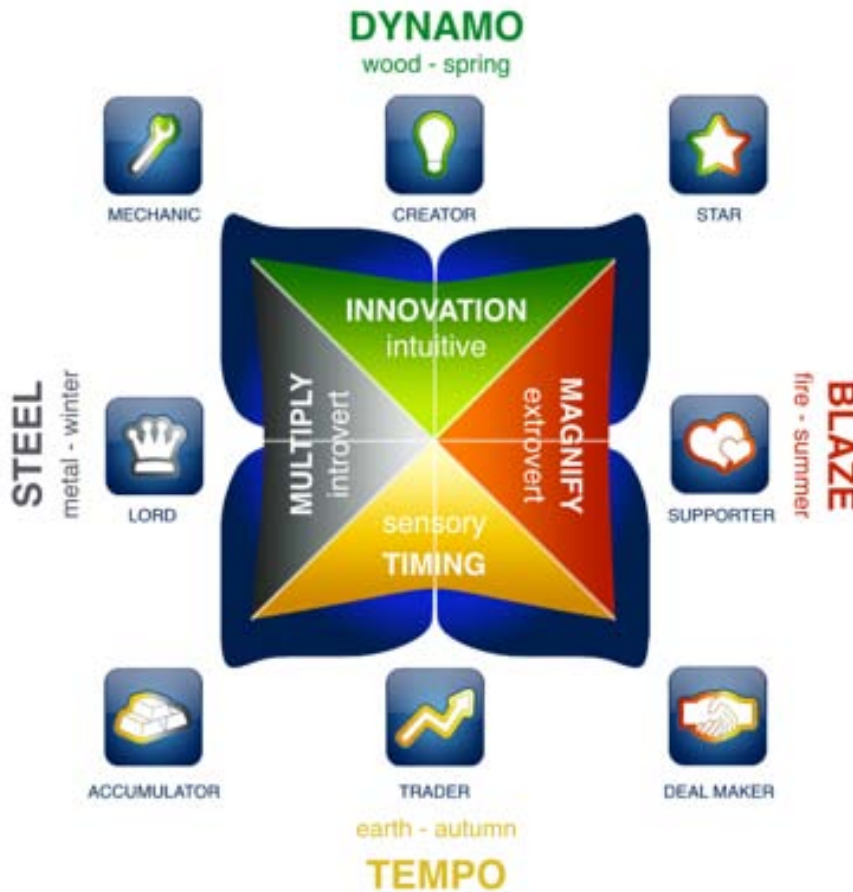 DYNAMO
wood - spring
MECHANIC
CREATOR
STAR
INNOVATION
intuitive
STEEL
metal - winter
LORD
MULTIPLY
introvert
MAGNIFY
extrovert
SUPPORTER
BLAZE
fire - summer
sensory
TIMING
ACCUMULATOR
TRADER
DEAL MAKER
earth - autumn
TEMPO